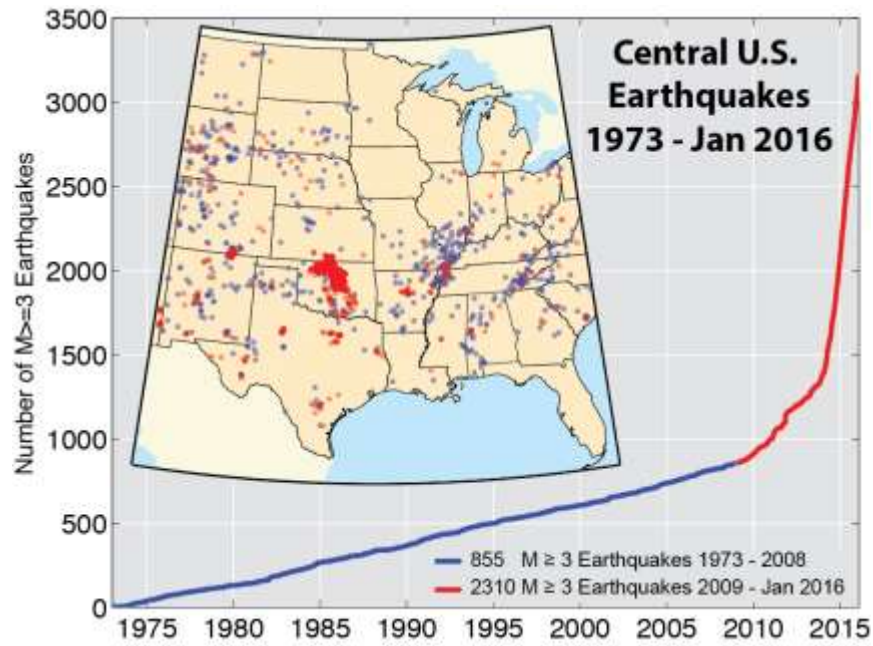 Central U.S.
Earthquakes
1973 - Jan 2016
Number of M>=3 Earthquakes
3500
3000
2500
2000
1500
1000
500
0
855 M ≥ 3 Earthquakes 1973 - 2008
2310 M ≥ 3 Earthquakes 2009 - Jan 2016
1975 1980 1985 1990 1995 2000 2005 2010 2015